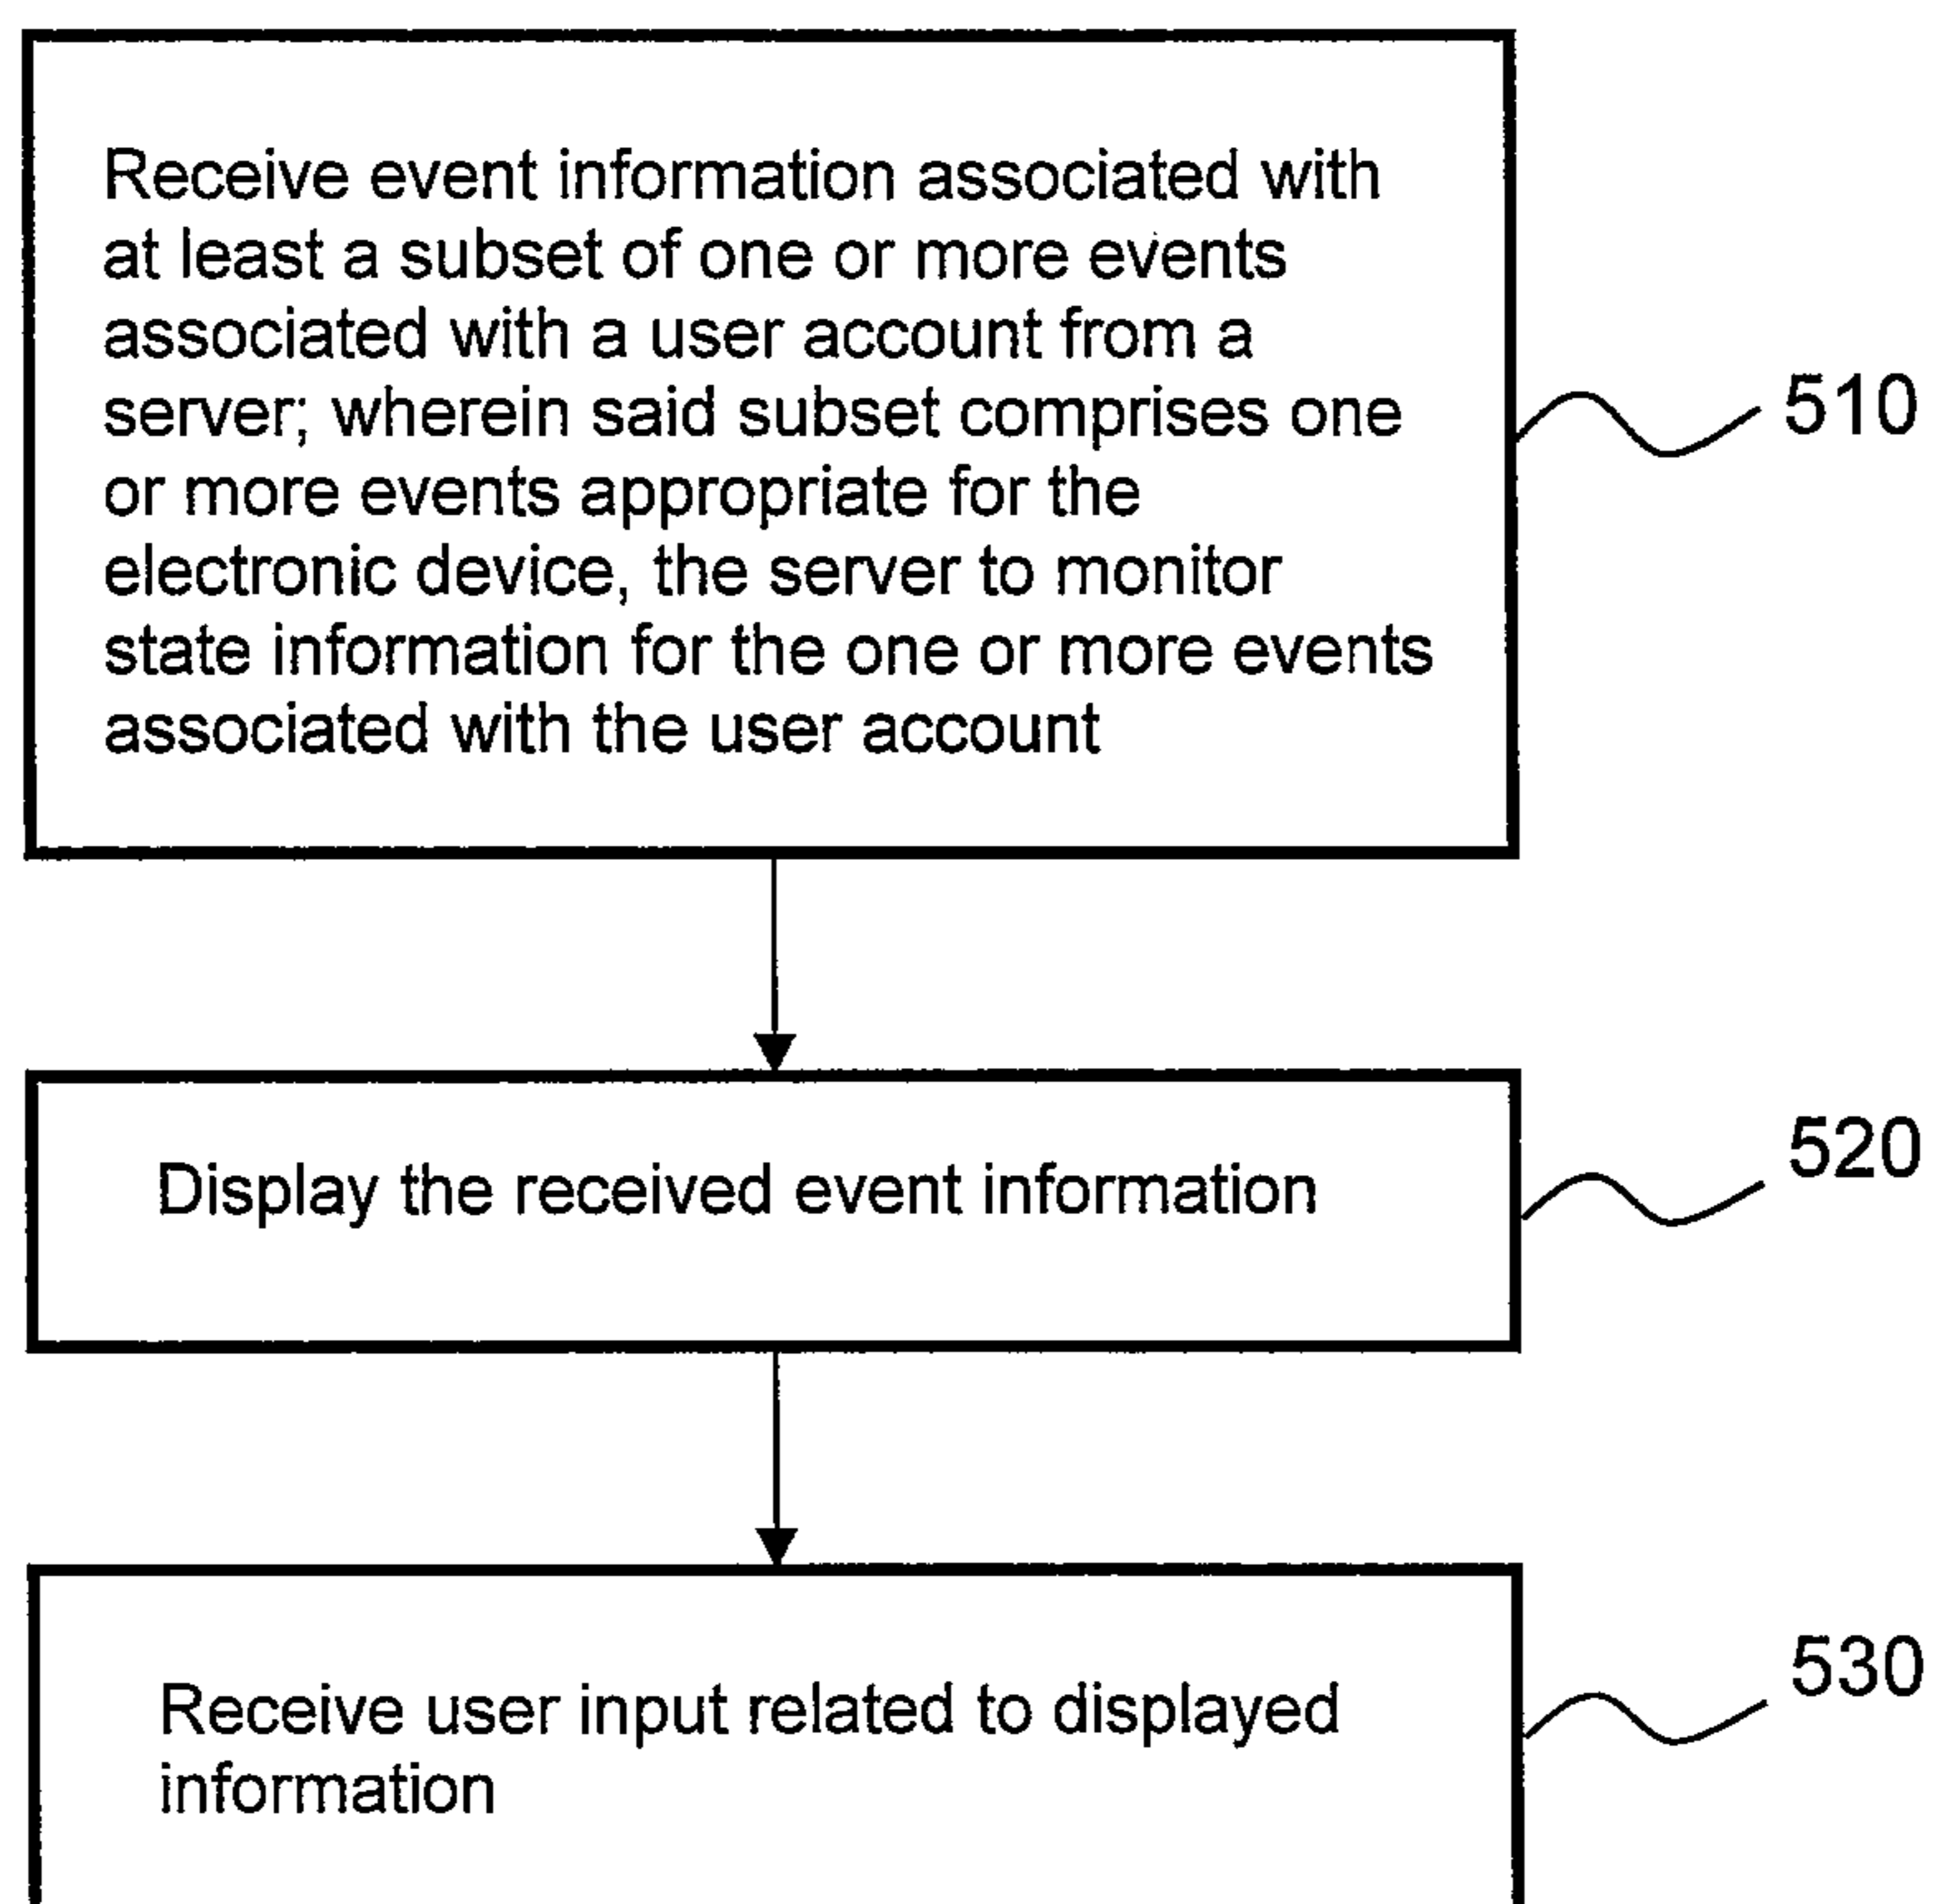 Receive event information associated with
at least a subset of one or more events
associated with a user account from a
server; wherein said subset comprises one
or more events appropriate for the
electronic device, the server to monitor
state information for the one or more events
associated with the user account
510
Display the received event information
520
Receive user input related to displayed
information
530